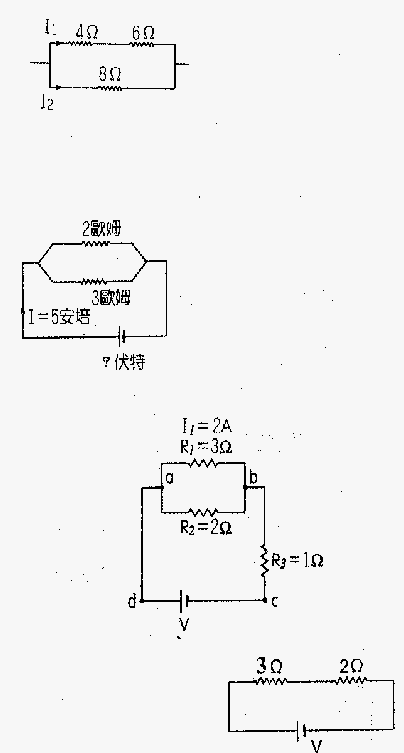 I1 4Ω 6Ω
8Ω
I2
2歐姆
3歐姆
I=5安培
?伏特
I1=2A
R1=3Ω
a b
R2=2Ω
R3=1Ω
d c
V
3Ω 2Ω
V